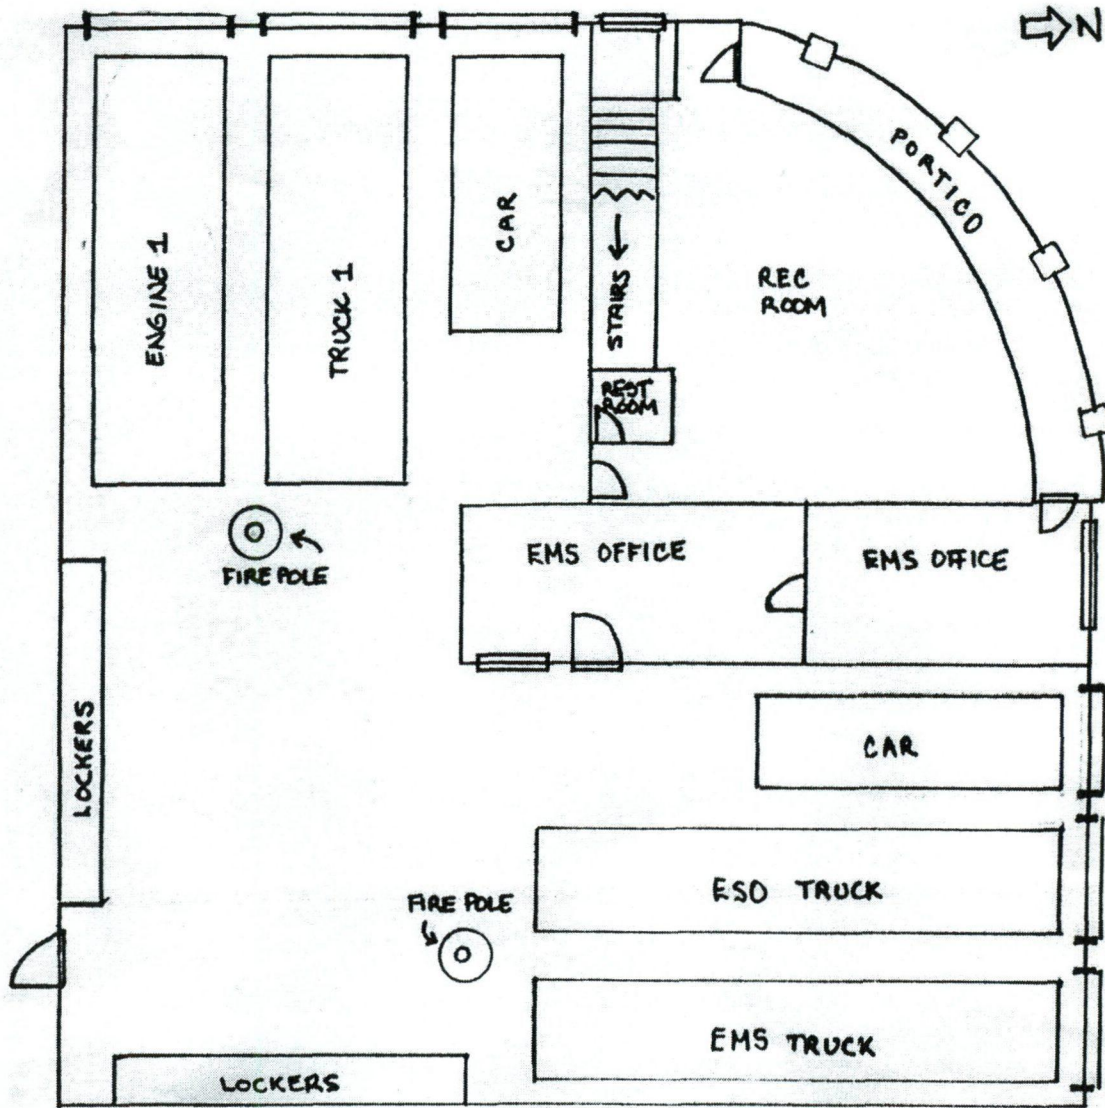 N
PORTICO
ENGINE 1
TRUCK 1
CAR
STAIRS
REC
ROOM
REST
ROOM
FIRE POLE
EMS OFFICE
EMS OFFICE
LOCKERS
CAR
ESO TRUCK
FIRE POLE
EMS TRUCK
LOCKERS